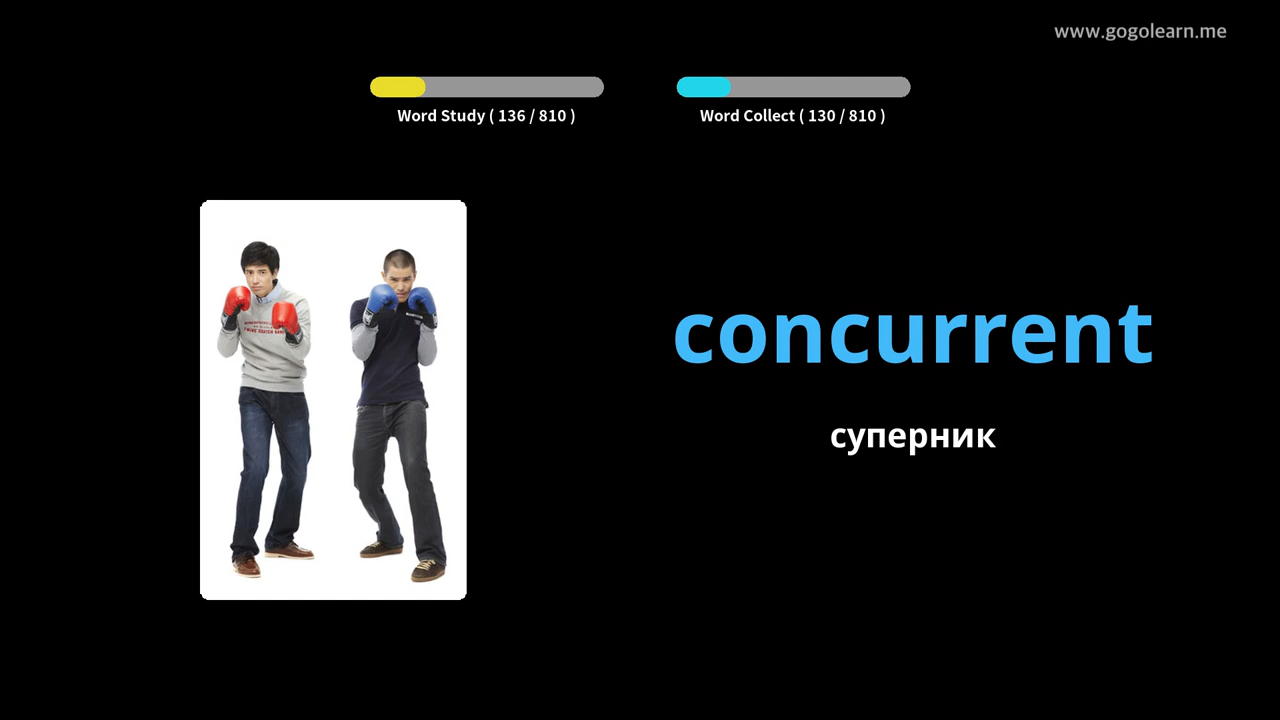 www.gogolearn.me
Word Study ( 136 / 810 )
Word Collect ( 130 / 810 )
concurrent
суперник